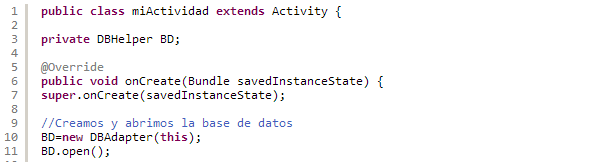 1 public class miActividad extends Activity {
2
3 private DBHelper BD;
4
5 @Override
6 public void onCreate(Bundle savedInstanceState) {
7 super.onCreate(savedInstanceState);
8
9 //Creamos y abrimos la base de datos
10 BD=new DBAdapter(this);
11 BD.open();